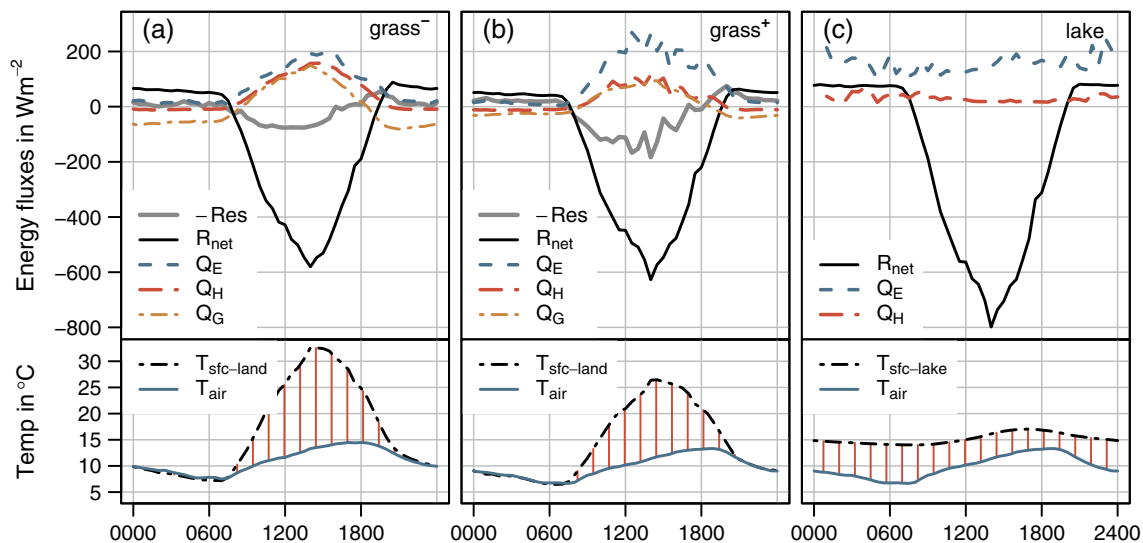 (a) grass⁻ (b) grass⁺ (c) lake
Energy fluxes in Wm⁻²
200
0
−200
−400
−600
−800
−Res
R_net
Q_E
Q_H
Q_G
−Res
R_net
Q_E
Q_H
Q_G
R_net
Q_E
Q_H
Temp in °C
30
25
20
15
10
5
T_sfc−land
T_air
T_sfc−land
T_air
T_sfc−lake
T_air
0000 0600 1200 1800 0000 0600 1200 1800 0000 0600 1200 1800 2400